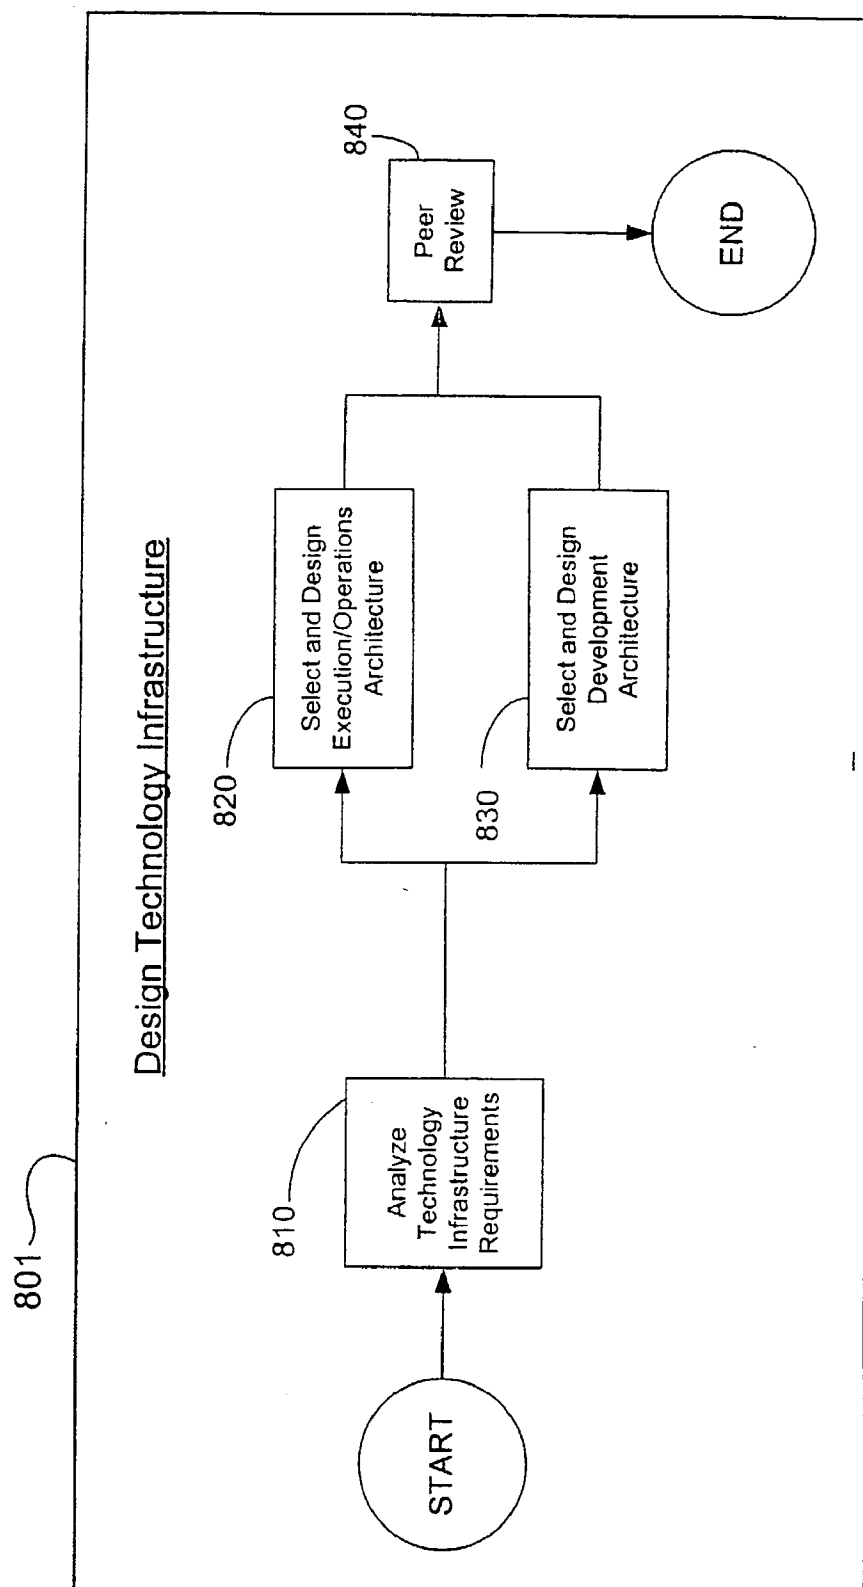 801
Design Technology Infrastructure
START
810
Analyze
Technology
Infrastructure
Requirements
820
Select and Design
Execution/Operations
Architecture
830
Select and Design
Development
Architecture
840
Peer
Review
END